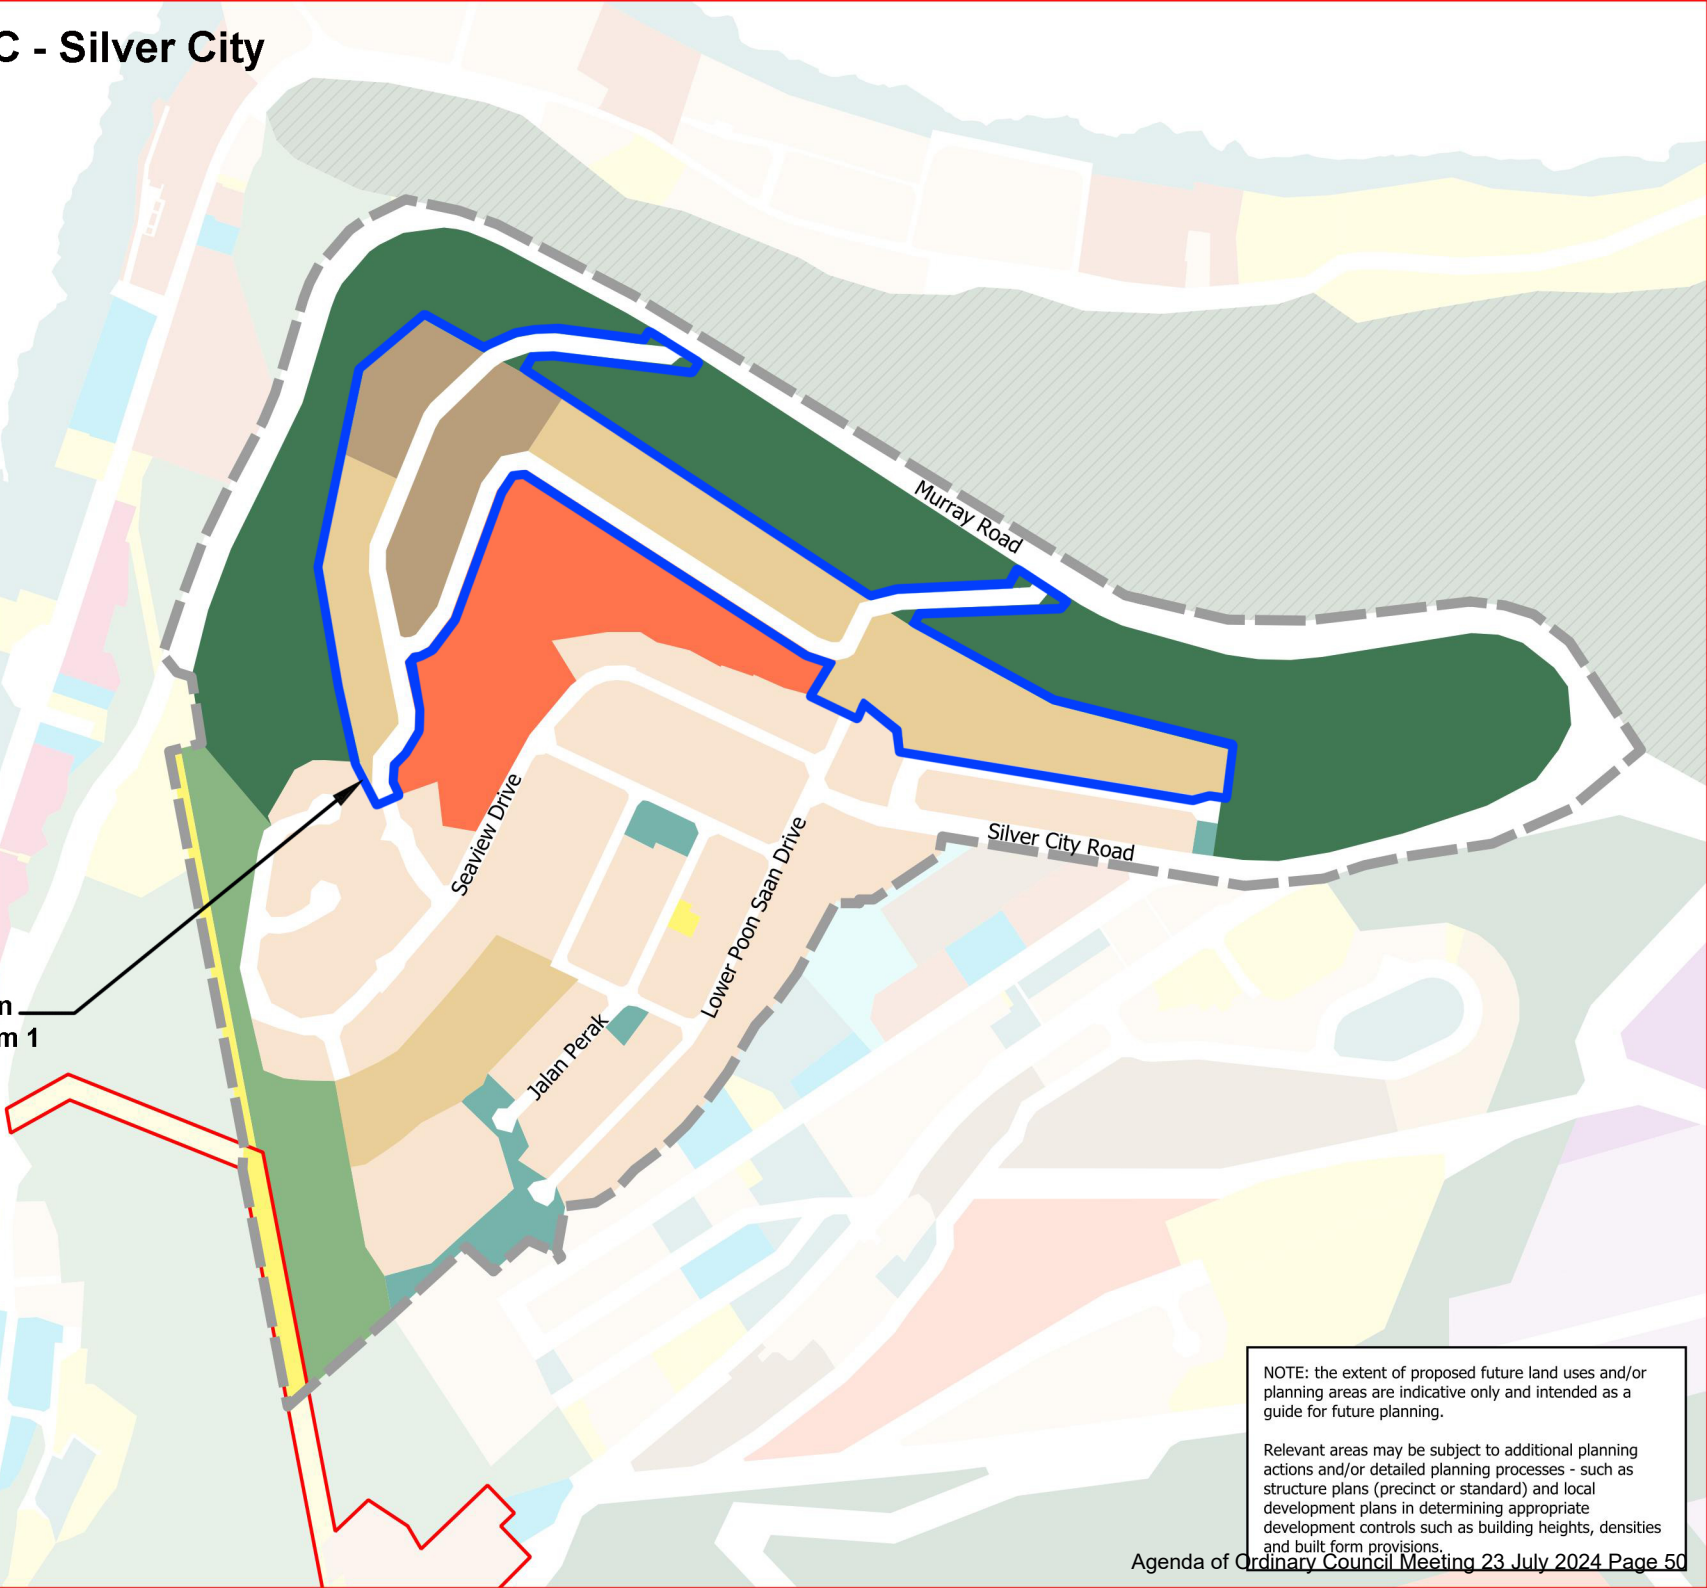 C - Silver City
Murray Road
Silver City Road
Seaview Drive
Lower Poon Saan Drive
Jalan Perak
n
m 1
NOTE: the extent of proposed future land uses and/or
planning areas are indicative only and intended as a
guide for future planning.
Relevant areas may be subject to additional planning
actions and/or detailed planning processes - such as
structure plans (precinct or standard) and local
development plans in determining appropriate
development controls such as building heights, densities
and built form provisions.
Agenda of Ordinary Council Meeting 23 July 2024 Page 50